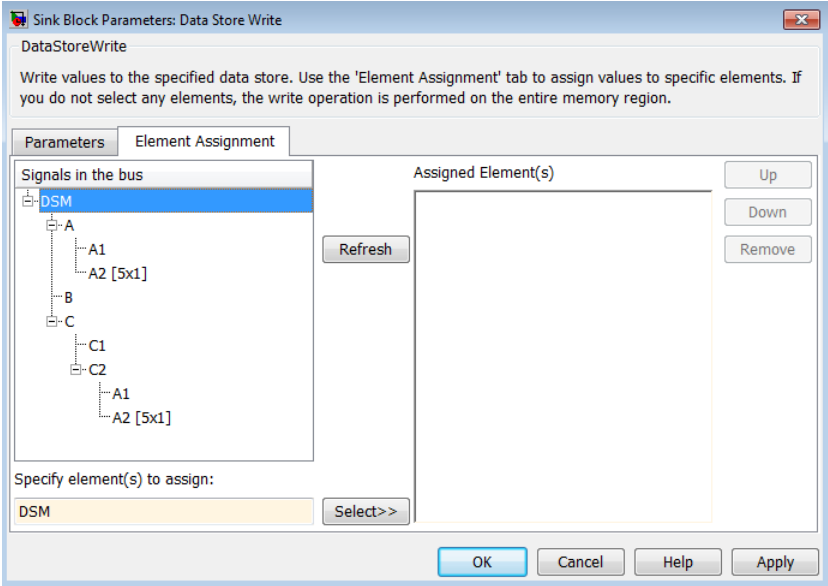 Sink Block Parameters: Data Store Write
DataStoreWrite
Write values to the specified data store. Use the 'Element Assignment' tab to assign values to specific elements. If
you do not select any elements, the write operation is performed on the entire memory region.
Parameters
Element Assignment
Signals in the bus
DSM
A
A1
A2 [5x1]
B
C
C1
C2
A1
A2 [5x1]
Specify element(s) to assign:
DSM
Refresh
Select>>
Assigned Element(s)
Up
Down
Remove
OK
Cancel
Help
Apply